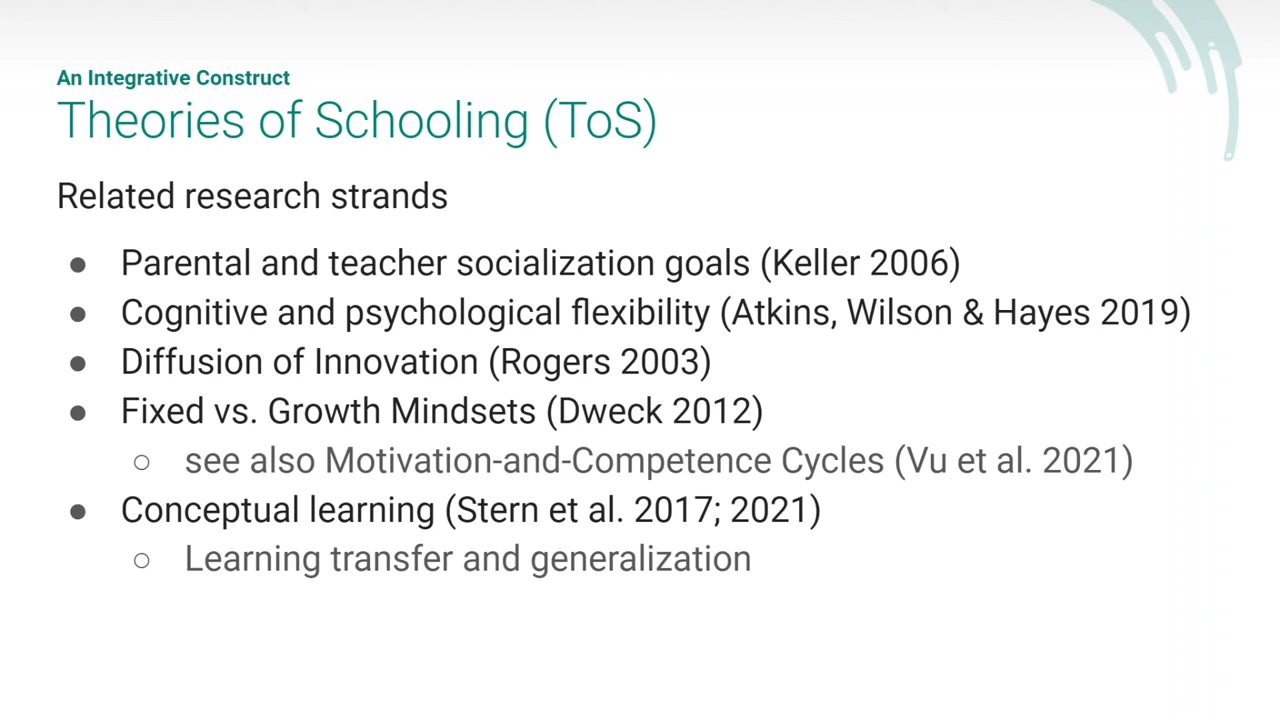 An Integrative Construct
Theories of Schooling (ToS)
Related research strands
● Parental and teacher socialization goals (Keller 2006)
● Cognitive and psychological flexibility (Atkins, Wilson & Hayes 2019)
● Diffusion of Innovation (Rogers 2003)
● Fixed vs. Growth Mindsets (Dweck 2012)
○ see also Motivation-and-Competence Cycles (Vu et al. 2021)
● Conceptual learning (Stern et al. 2017; 2021)
○ Learning transfer and generalization